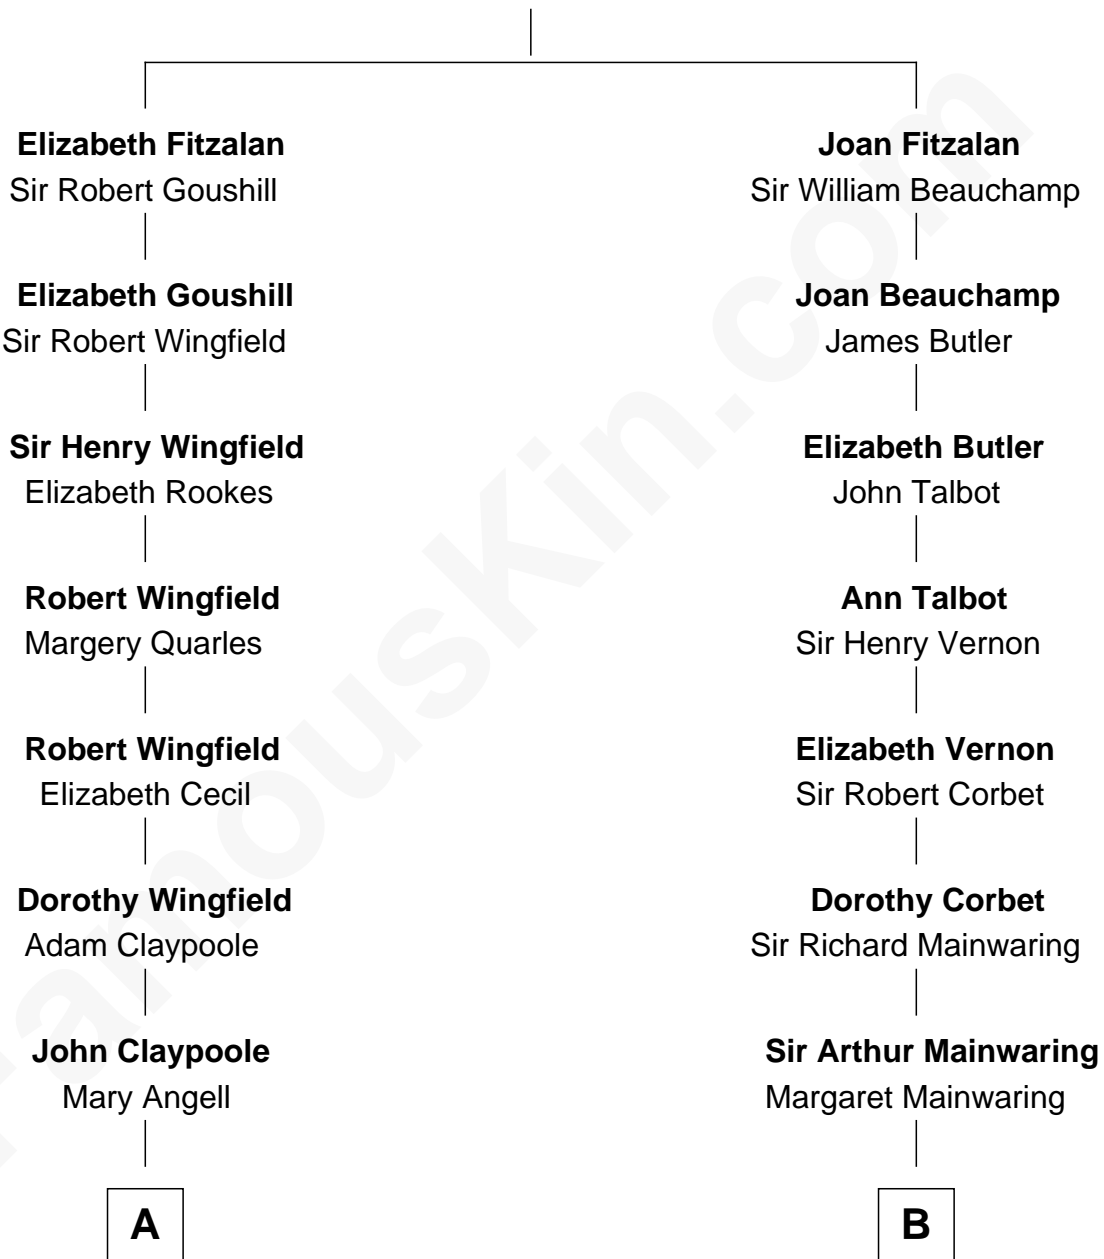 Elizabeth Fitzalan
Sir Robert Goushill
Elizabeth Goushill
Sir Robert Wingfield
Sir Henry Wingfield
Elizabeth Rookes
Robert Wingfield
Margery Quarles
Robert Wingfield
Elizabeth Cecil
Dorothy Wingfield
Adam Claypoole
John Claypoole
Mary Angell
A
Joan Fitzalan
Sir William Beauchamp
Joan Beauchamp
James Butler
Elizabeth Butler
John Talbot
Ann Talbot
Sir Henry Vernon
Elizabeth Vernon
Sir Robert Corbet
Dorothy Corbet
Sir Richard Mainwaring
Sir Arthur Mainwaring
Margaret Mainwaring
B
FamousKin.com